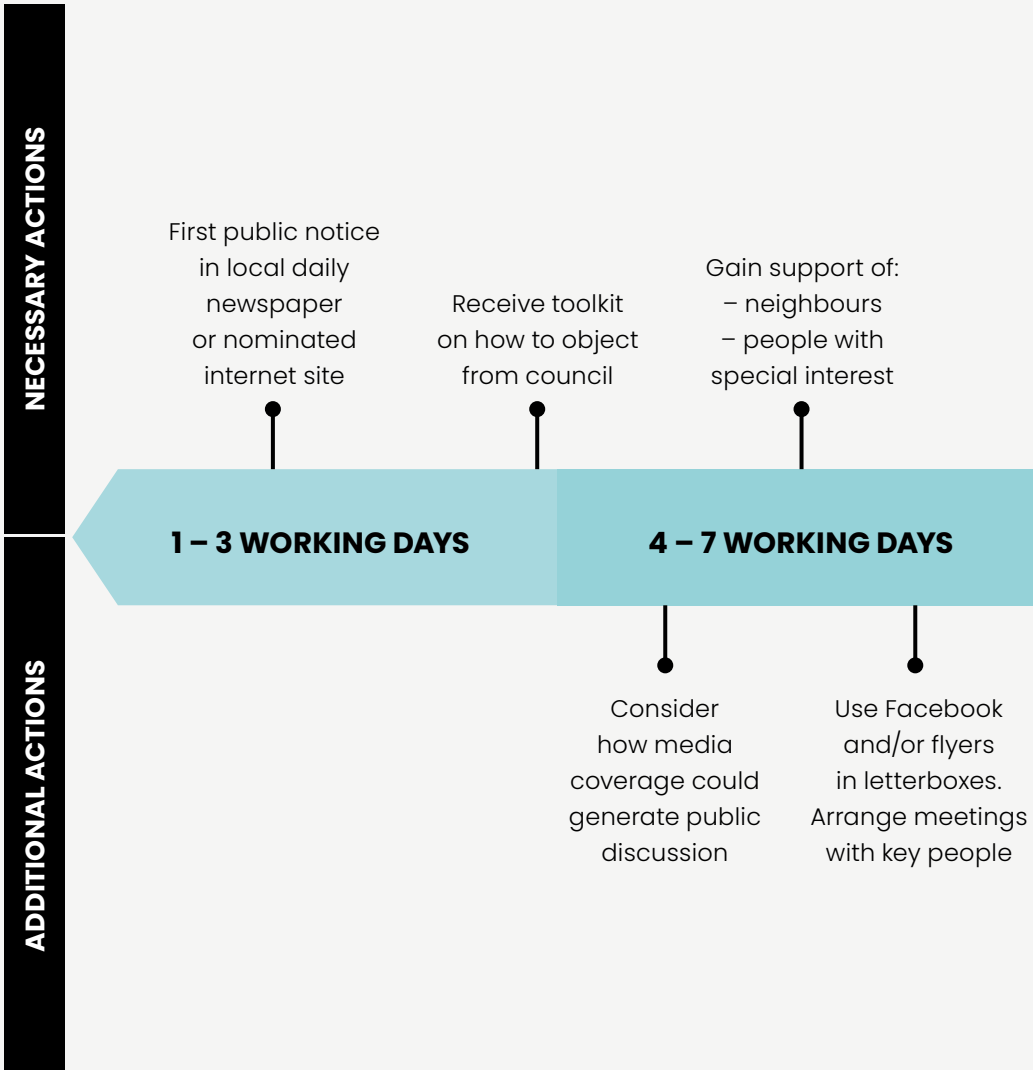 NECESSARY ACTIONS
First public notice
in local daily
newspaper
or nominated
internet site
Receive toolkit
on how to object
from council
Gain support of:
– neighbours
– people with
special interest
1 – 3 WORKING DAYS
4 – 7 WORKING DAYS
ADDITIONAL ACTIONS
Consider
how media
coverage could
generate public
discussion
Use Facebook
and/or flyers
in letterboxes.
Arrange meetings
with key people